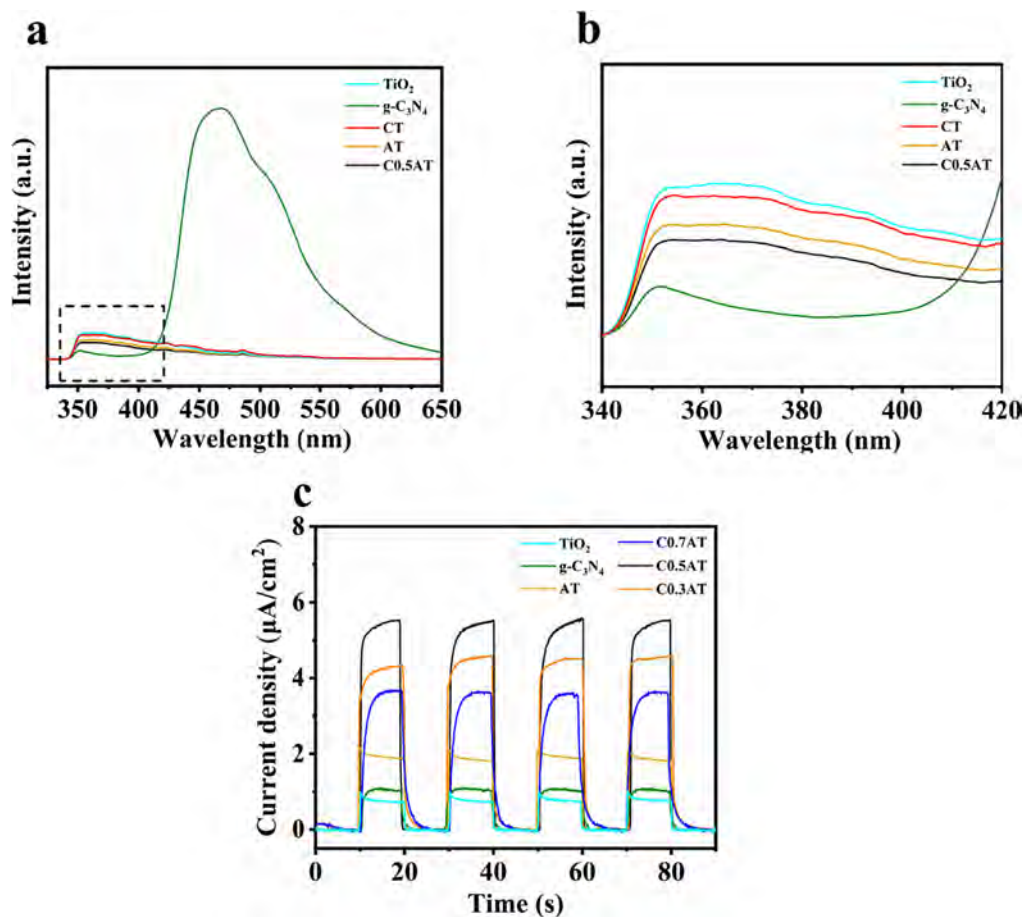 a
TiO₂
g-C₃N₄
CT
AT
C0.5AT
Intensity (a.u.)
350 400 450 500 550 600 650
Wavelength (nm)
b
TiO₂
g-C₃N₄
CT
AT
C0.5AT
Intensity (a.u.)
340 360 380 400 420
Wavelength (nm)
c
TiO₂ C0.7AT
g-C₃N₄ C0.5AT
AT C0.3AT
Current density (μA/cm²)
8
6
4
2
0
0 20 40 60 80
Time (s)